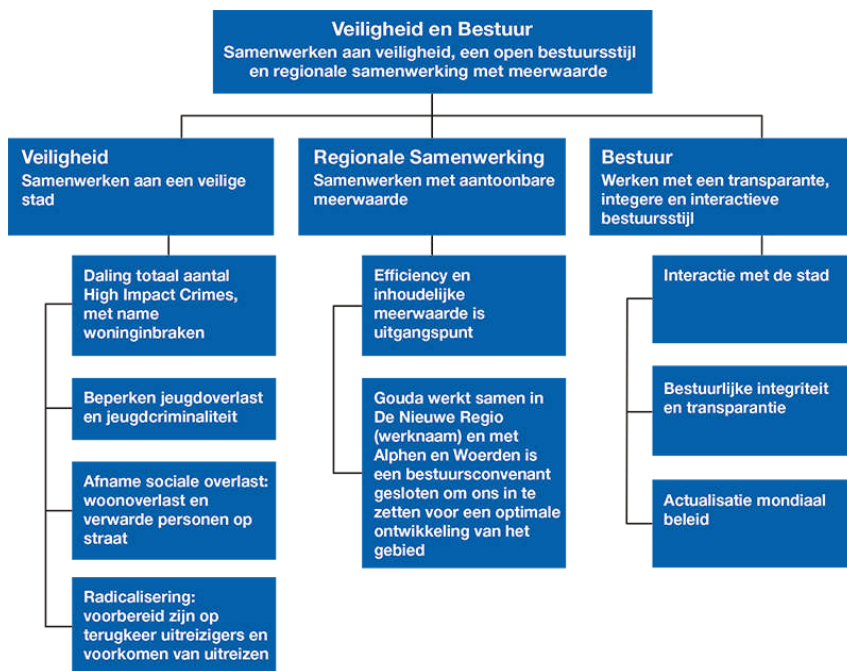 Veiligheid en Bestuur
Samenwerken aan veiligheid, een open bestuursstijl
en regionale samenwerking met meerwaarde
Veiligheid
Samenwerken aan een veilige
stad
Daling totaal aantal
High Impact Crimes,
met name
woninginbraken
Beperken jeugdoverlast
en jeugdcriminaliteit
Afname sociale overlast:
woonoverlast en
verwarde personen op
straat
Radicalisering:
voorbereid zijn op
terugkeer uitreizigers en
voorkomen van uitreizen
Regionale Samenwerking
Samenwerken met aantoonbare
meerwaarde
Efficiency en
inhoudelijke
meerwaarde is
uitgangspunt
Gouda werkt samen in
De Nieuwe Regio
(werknaam) en met
Alphen en Woerden is
een bestuursconvenant
gesloten om ons in te
zetten voor een optimale
ontwikkeling van het
gebied
Bestuur
Werken met een transparante,
integere en interactieve
bestuursstijl
Interactie met de stad
Bestuurlijke integriteit
en transparantie
Actualisatie mondiaal
beleid